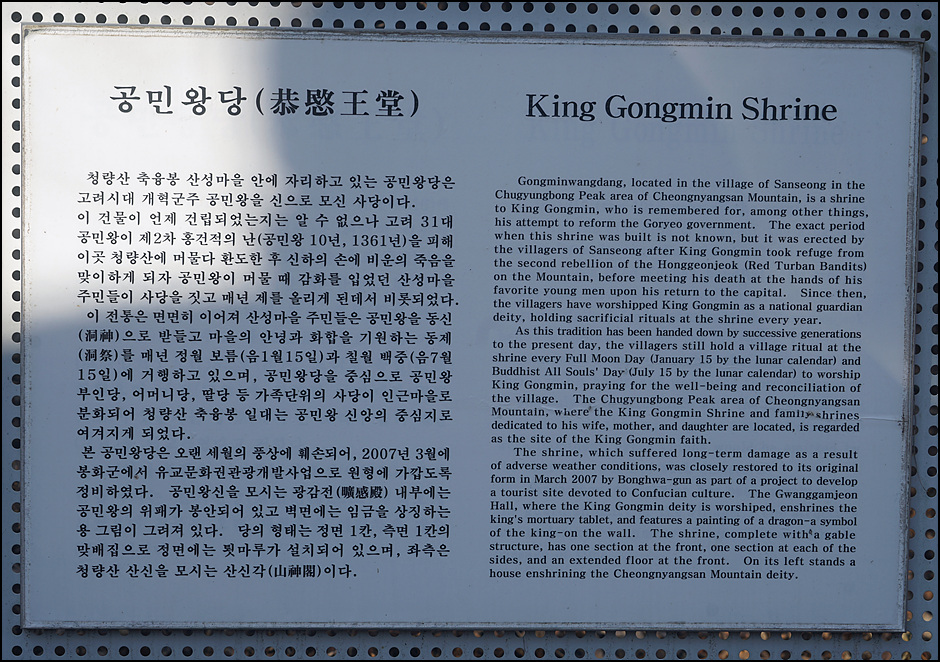 공민왕당(恭愍王堂)
청량산 축융봉 산성마을 안에 자리하고 있는 공민왕당은
고려시대 개혁군주 공민왕을 신으로 모신 사당이다.
이 건물이 언제 건립되었는지는 알 수 없으나 고려 31대
공민왕이 제2차 홍건적의 난(공민왕 10년, 1361년)을 피해
이곳 청량산에 머물다 환도한 후 신하의 손에 비운의 죽음을
맞이하게 되자 공민왕이 머물 때 감화를 입었던 산성마을
주민들이 사당을 짓고 매년 제를 올리게 된데서 비롯되었다.
이 전통은 면면히 이어져 산성마을 주민들은 공민왕을 동신
(洞神)으로 받들고 마을의 안녕과 화합을 기원하는 동제
(洞祭)를 매년 정월 보름(음1월15일)과 칠월 백중(음7월
15일)에 거행하고 있으며, 공민왕당을 중심으로 공민왕
부인당, 어머니당, 딸당 등 가족단위의 사당이 인근마을로
분화되어 청량산 축융봉 일대는 공민왕 신앙의 중심지로
여겨지게 되었다.
본 공민왕당은 오랜 세월의 풍상에 훼손되어, 2007년 3월에
봉화군에서 유교문화권관광개발사업으로 원형에 가깝도록
정비하였다. 공민왕신을 모시는 광감전(曠感殿) 내부에는
공민왕의 위패가 봉안되어 있고 벽면에는 임금을 상징하는
용 그림이 그려져 있다. 당의 형태는 정면 1칸, 측면 1칸의
맞배집으로 정면에는 툇마루가 설치되어 있으며, 좌측은
청량산 산신을 모시는 산신각(山神閣)이다.
King Gongmin Shrine
Gongminwangdang, located in the village of Sanseong in the
Chugyungbong Peak area of Cheongnyangsan Mountain, is a shrine
to King Gongmin, who is remembered for, among other things,
his attempt to reform the Goryeo government. The exact period
when this shrine was built is not known, but it was erected by
the villagers of Sanseong after King Gongmin took refuge from
the second rebellion of the Honggeonjeok (Red Turban Bandits)
on the Mountain, before meeting his death at the hands of his
favorite young men upon his return to the capital. Since then,
the villagers have worshipped King Gongmin as a national guardian
deity, holding sacrificial rituals at the shrine every year.
As this tradition has been handed down by successive generations
to the present day, the villagers still hold a village ritual at the
shrine every Full Moon Day (January 15 by the lunar calendar) and
Buddhist All Souls' Day (July 15 by the lunar calendar) to worship
King Gongmin, praying for the well-being and reconciliation of
the village. The Chugyungbong Peak area of Cheongnyangsan
Mountain, where the King Gongmin Shrine and family shrines
dedicated to his wife, mother, and daughter are located, is regarded
as the site of the King Gongmin faith.
The shrine, which suffered long-term damage as a result
of adverse weather conditions, was closely restored to its original
form in March 2007 by Bonghwa-gun as part of a project to develop
a tourist site devoted to Confucian culture. The Gwanggamjeon
Hall, where the King Gongmin deity is worshiped, enshrines the
king's mortuary tablet, and features a painting of a dragon-a symbol
of the king-on the wall. The shrine, complete with a gable
structure, has one section at the front, one section at each of the
sides, and an extended floor at the front. On its left stands a
house enshrining the Cheongnyangsan Mountain deity.